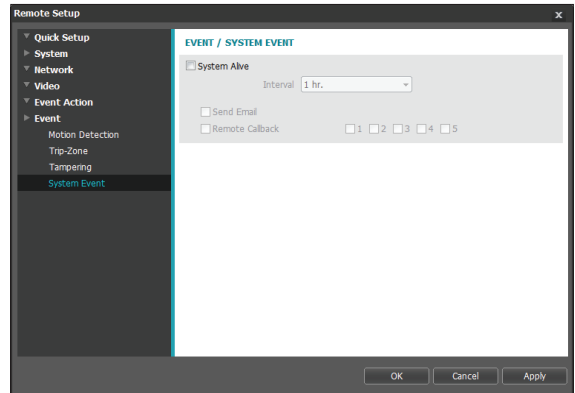 Remote Setup x
Quick Setup
System
Network
Video
Event Action
Event
Motion Detection
Trip-Zone
Tampering
System Event
EVENT / SYSTEM EVENT
System Alive
Interval 1 hr.
Send Email
Remote Callback 1 2 3 4 5
OK Cancel Apply